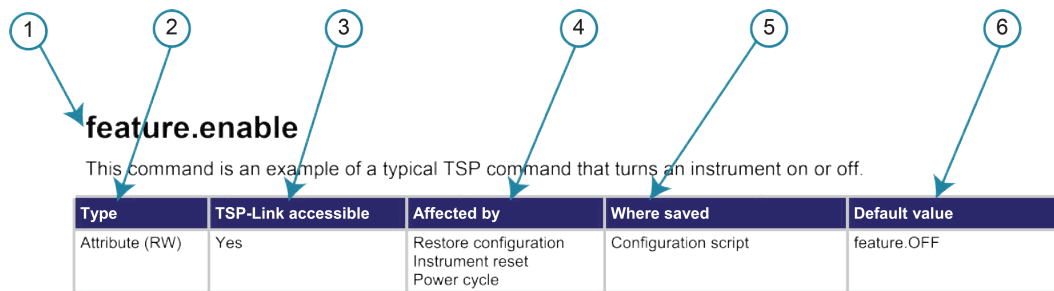 1 2 3 4 5 6
feature.enable
This command is an example of a typical TSP command that turns an instrument on or off.
Type TSP-Link accessible Affected by Where saved Default value
Attribute (RW) Yes Restore configuration Configuration script feature.OFF
Instrument reset
Power cycle